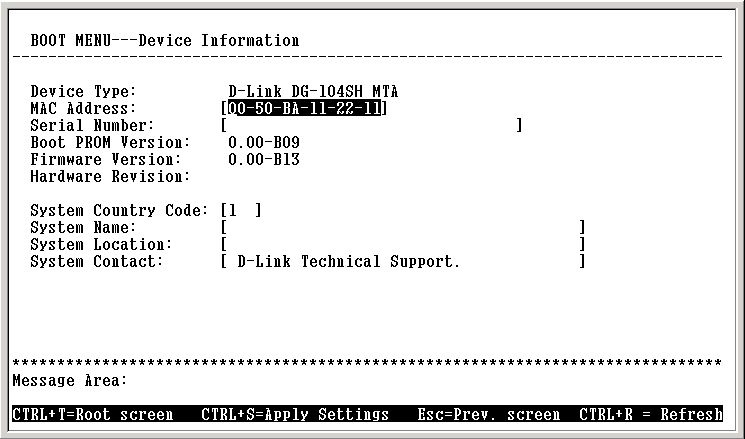 BOOT MENU---Device Information
--------------------------------------------------------------------------------
Device Type: D-Link DG-104SH MTA
MAC Address: [00-50-BA-11-22-11]
Serial Number: [ ]
Boot PROM Version: 0.00-B09
Firmware Version: 0.00-B13
Hardware Revision:
System Country Code: [1 ]
System Name: [ ]
System Location: [ ]
System Contact: [ D-Link Technical Support. ]
********************************************************************************
Message Area:
CTRL+T=Root screen CTRL+S=Apply Settings Esc=Prev. screen CTRL+R = Refresh